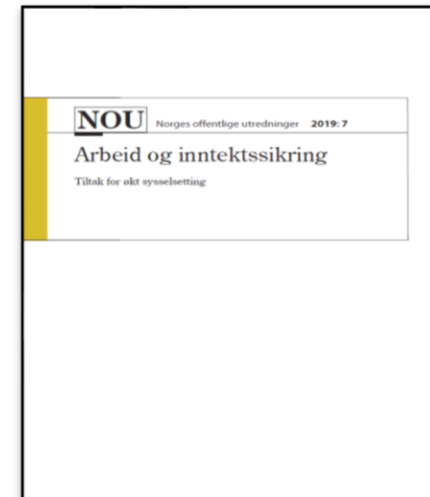 NOU Norges offentlige utredninger 2019: 7
Arbeid og inntektssikring
Tiltak for økt sysselsetting